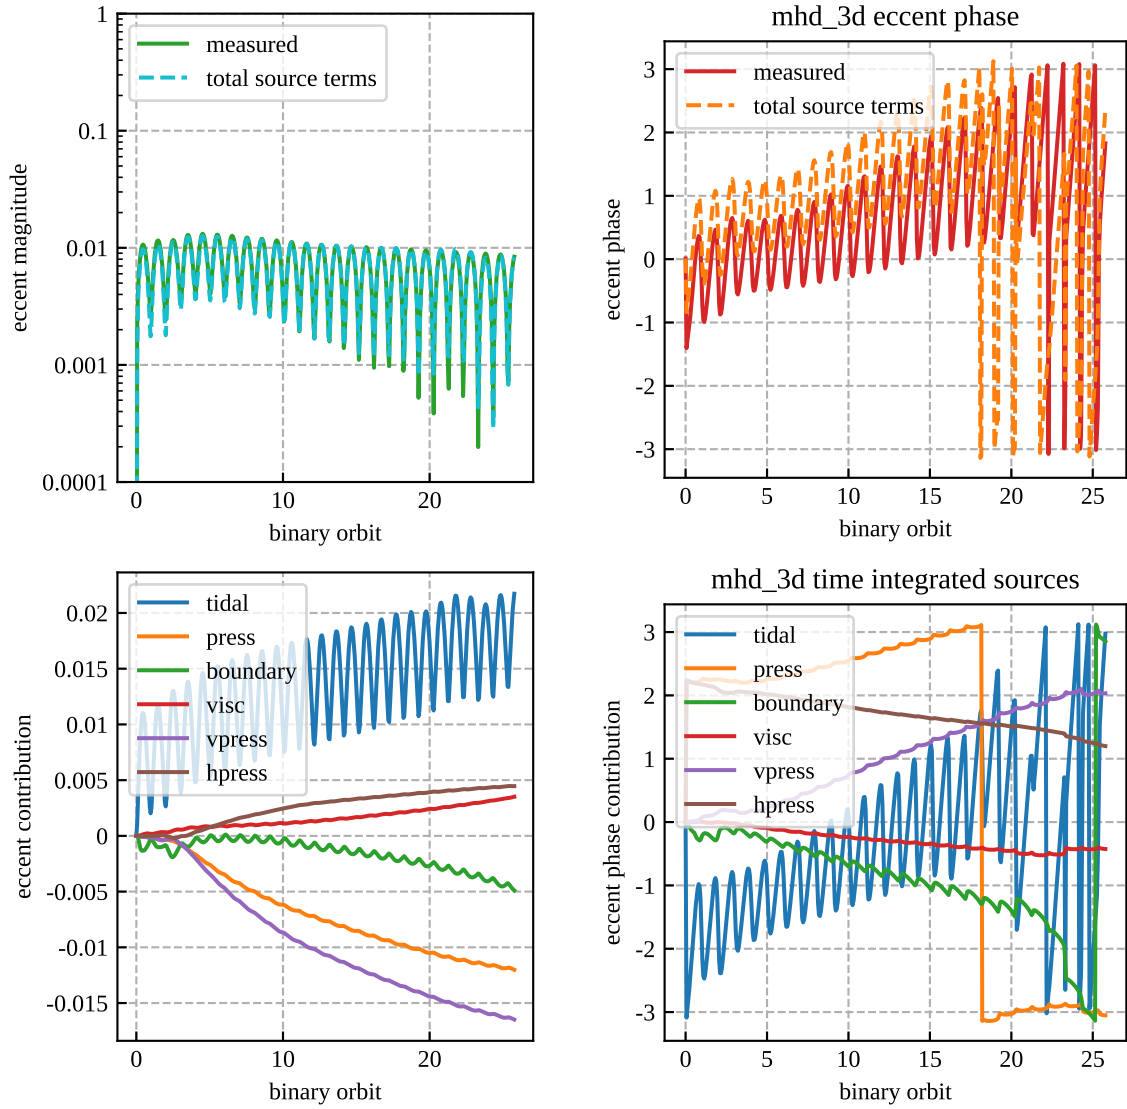 1
0.1
0.01
0.001
0.0001
eccent magnitude
measured
total source terms
0
10
20
binary orbit
mhd_3d eccent phase
3
2
1
0
-1
-2
-3
eccent phase
measured
total source terms
0
5
10
15
20
25
binary orbit
0.02
0.015
0.01
0.005
0
-0.005
-0.01
-0.015
eccent contribution
tidal
press
boundary
visc
vpress
hpress
0
10
20
binary orbit
mhd_3d time integrated sources
3
2
1
0
-1
-2
-3
eccent phase contribution
tidal
press
boundary
visc
vpress
hpress
0
5
10
15
20
25
binary orbit